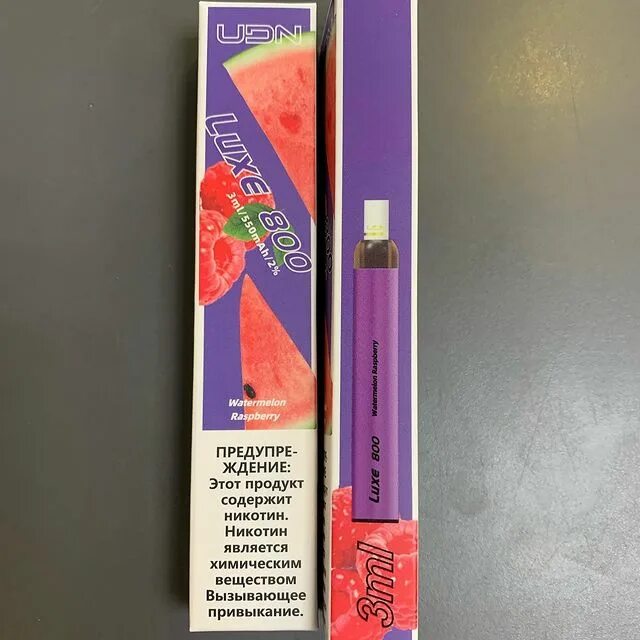 UDN
LUXE 800
3ml/550mAh/2%
Watermelon
Raspberry
ПРЕДУПРЕ-
ЖДЕНИЕ:
Этот продукт
содержит
никотин.
Никотин
является
химическим
веществом
Вызывающее
привыкание.
Watermelon Raspberry
LUXE 800
3ml